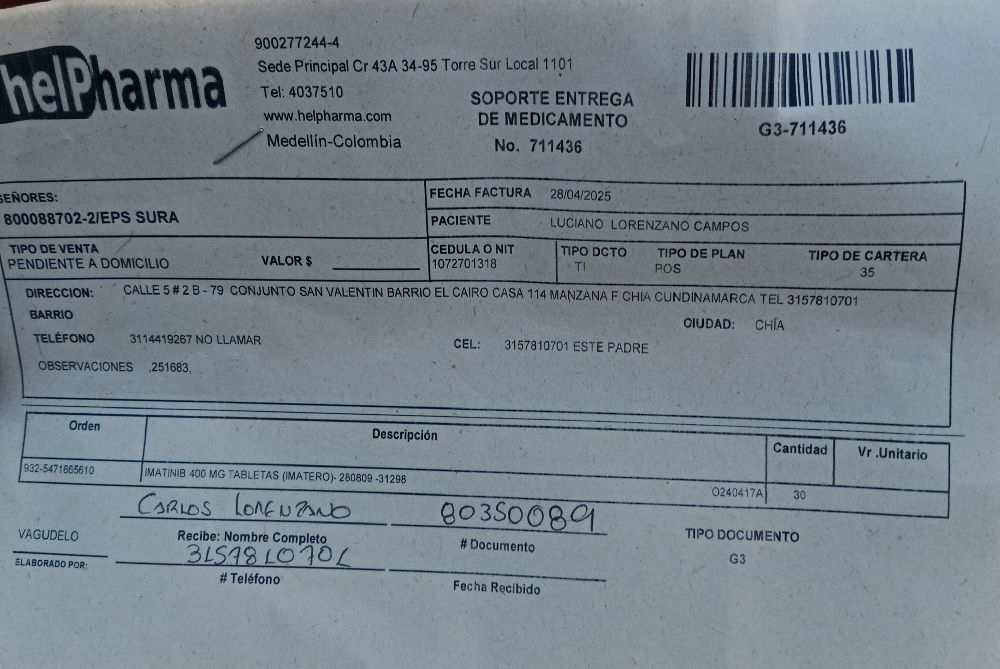 helPharma
900277244-4
Sede Principal Cr 43A 34-95 Torre Sur Local 1101
Tel: 4037510
www.helpharma.com
Medellín-Colombia
SOPORTE ENTREGA
DE MEDICAMENTO
No. 711436
G3-711436
SEÑORES:
800088702-2/EPS SURA
FECHA FACTURA 28/04/2025
PACIENTE LUCIANO LORENZANO CAMPOS
TIPO DE VENTA
PENDIENTE A DOMICILIO
VALOR $
CEDULA O NIT
1072701318
TIPO DCTO
TI
TIPO DE PLAN
POS
TIPO DE CARTERA
35
DIRECCION: CALLE 5 # 2 B - 79 CONJUNTO SAN VALENTIN BARRIO EL CAIRO CASA 114 MANZANA F CHIA CUNDINAMARCA TEL 3157810701
BARRIO
CIUDAD: CHÍA
TELÉFONO 3114419267 NO LLAMAR
CEL: 3157810701 ESTE PADRE
OBSERVACIONES ,251683,
Orden Descripción Cantidad Vr .Unitario
932-5471665610 IMATINIB 400 MG TABLETAS (IMATERO)- 280809 -31298 O240417A 30
CARLOS LORENZANO 80350089
VAGUDELO
ELABORADO POR:
Recibe: Nombre Completo
# Documento
3157810701
# Teléfono
Fecha Recibido
TIPO DOCUMENTO
G3